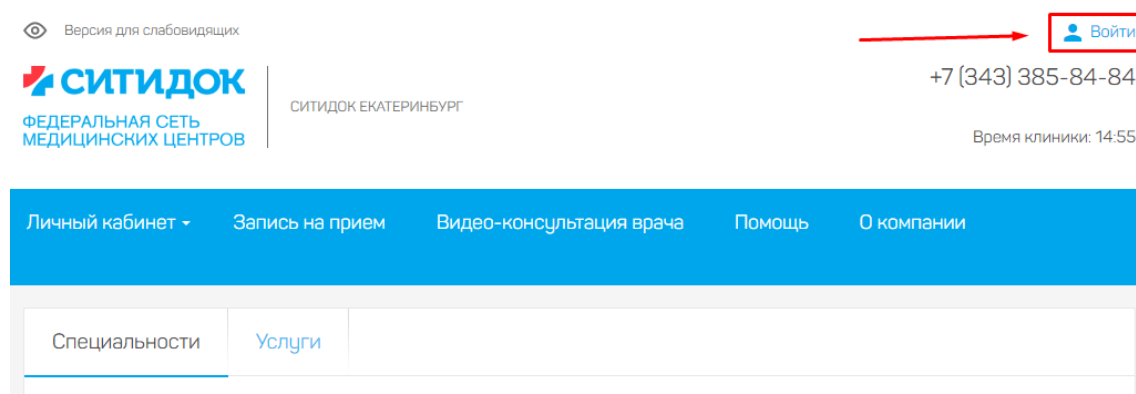 Версия для слабовидящих
Войти
СИТИДОК
ФЕДЕРАЛЬНАЯ СЕТЬ
МЕДИЦИНСКИХ ЦЕНТРОВ
СИТИДОК ЕКАТЕРИНБУРГ
+7 (343) 385-84-84
Время клиники: 14:55
Личный кабинет Запись на прием Видео-консультация врача Помощь О компании
Специальности Услуги